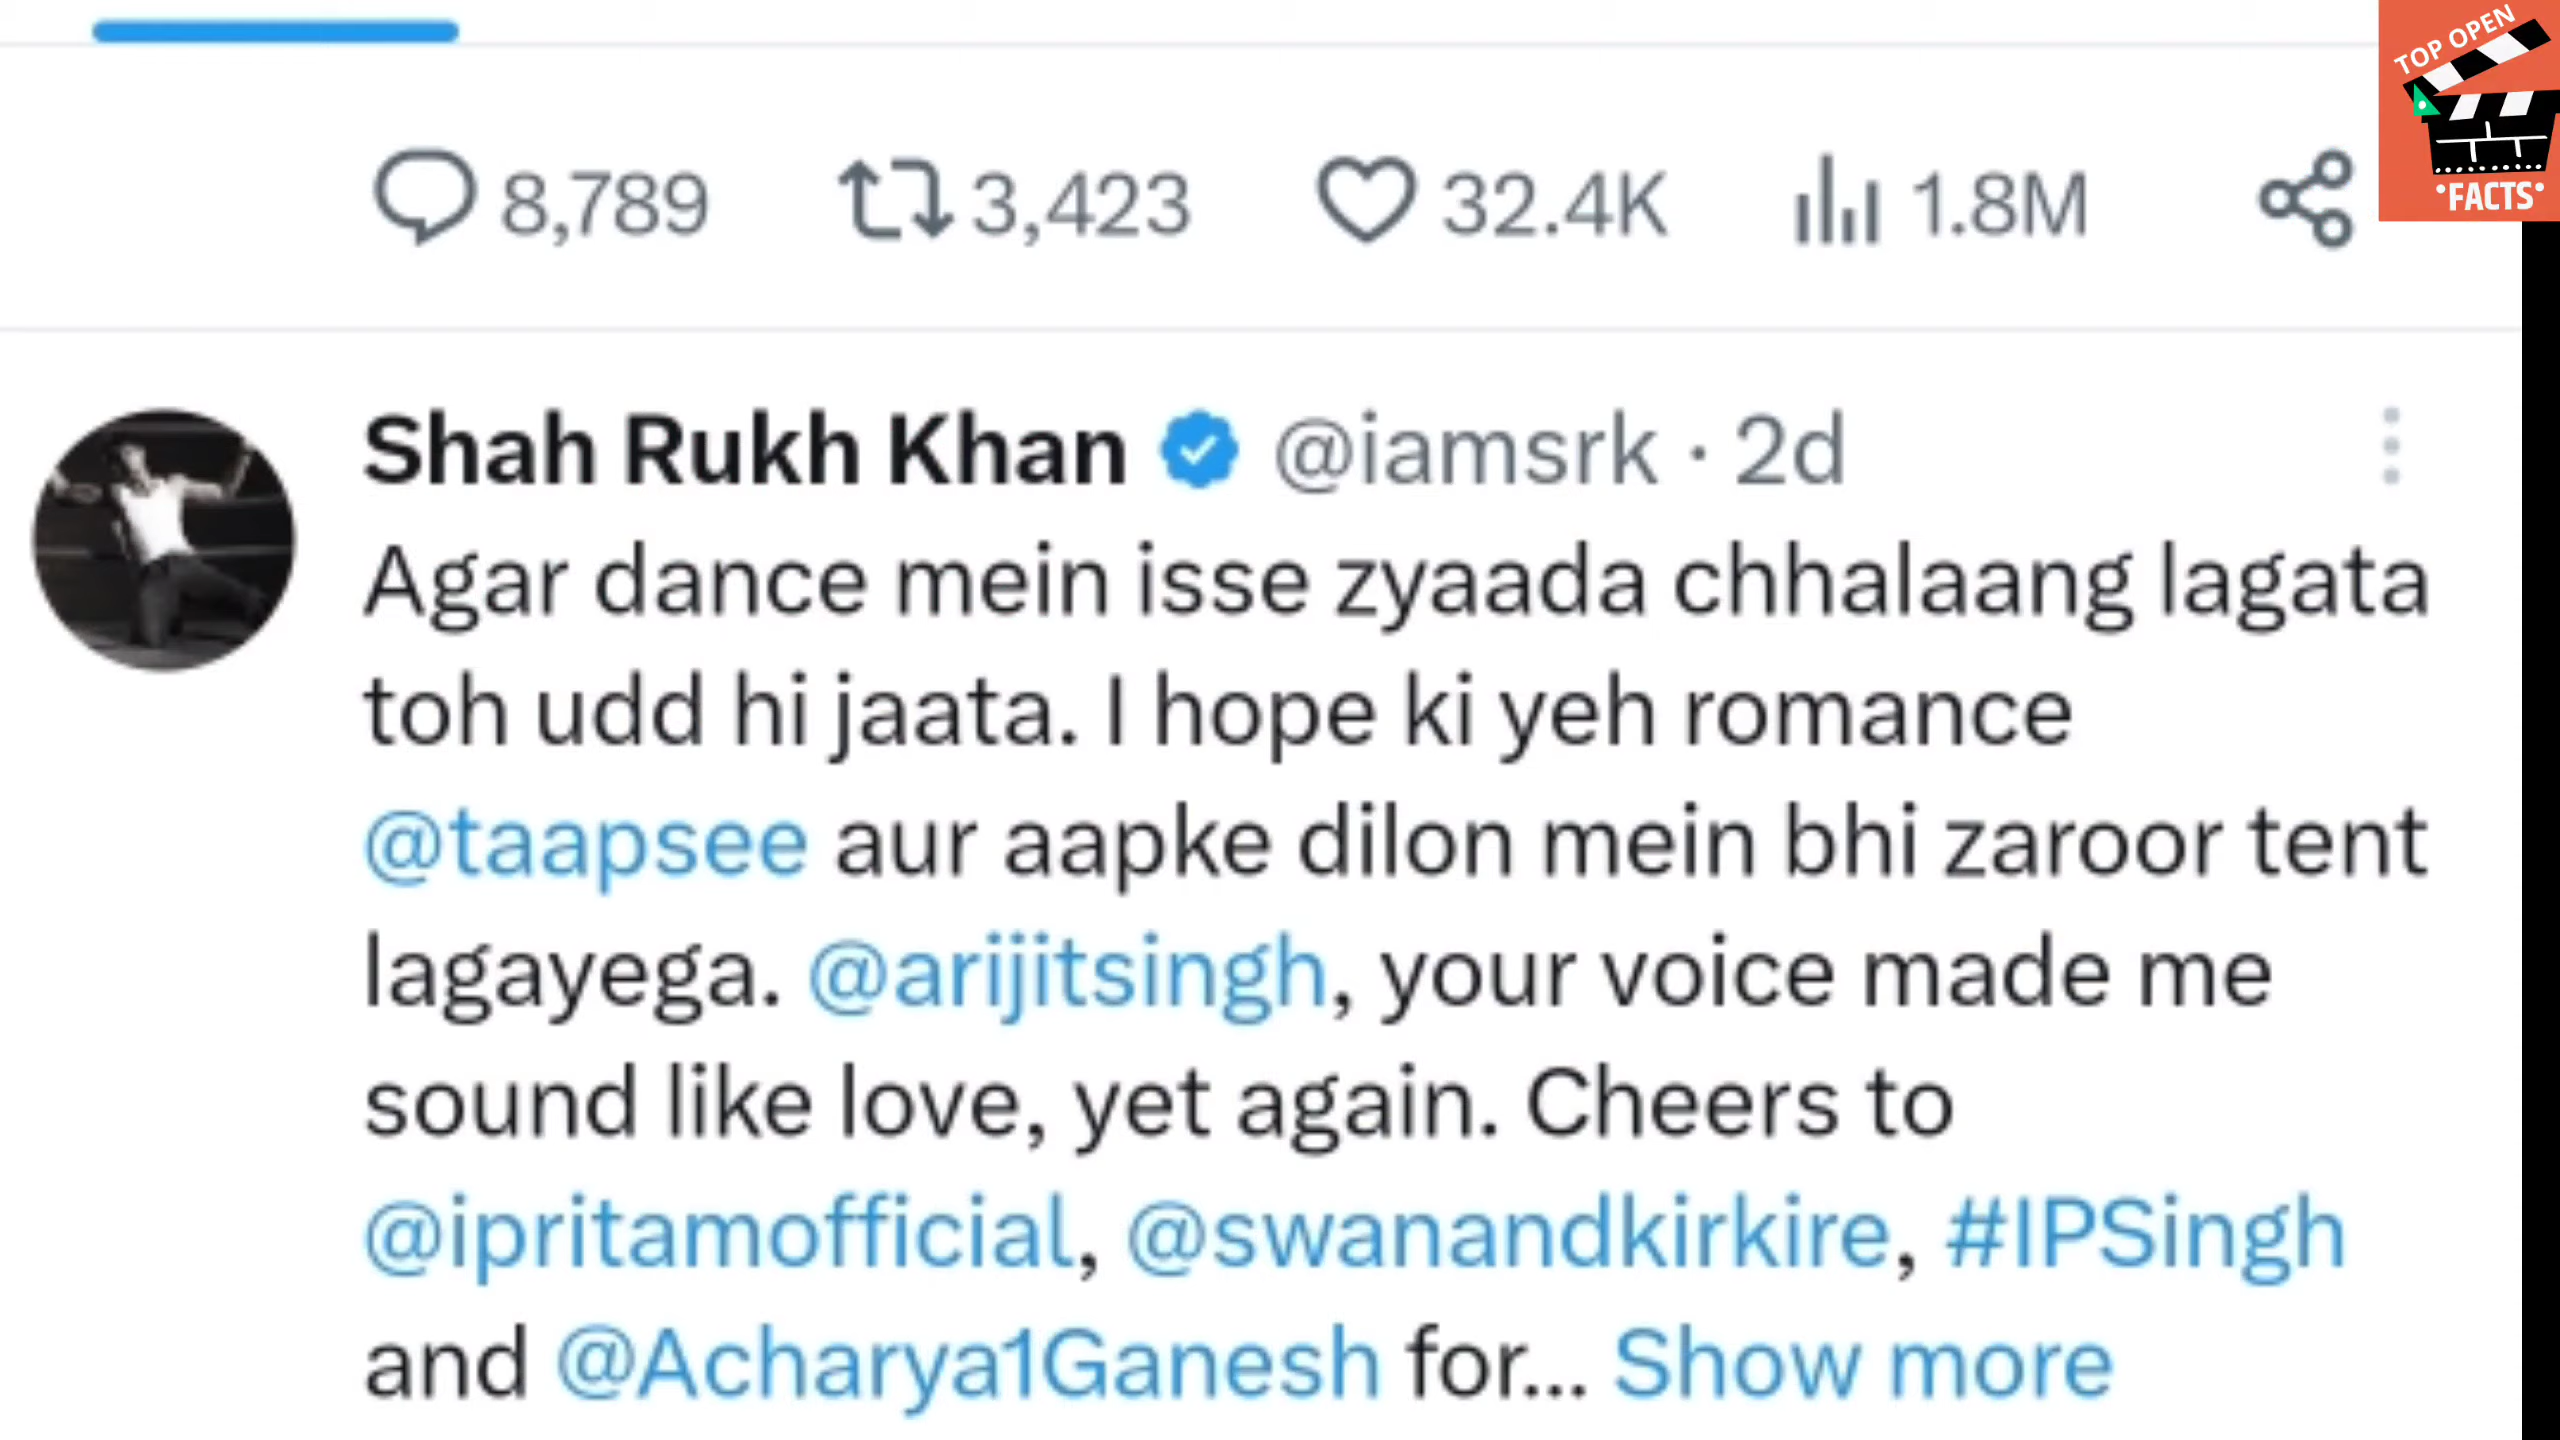 TOP OPEN
FACTS
8,789 3,423 32.4K 1.8M
Shah Rukh Khan @iamsrk · 2d
Agar dance mein isse zyaada chhalaang lagata
toh udd hi jaata. I hope ki yeh romance
@taapsee aur aapke dilon mein bhi zaroor tent
lagayega. @arijitsingh, your voice made me
sound like love, yet again. Cheers to
@ipritamofficial, @swanandkirkire, #IPSingh
and @Acharya1Ganesh for... Show more